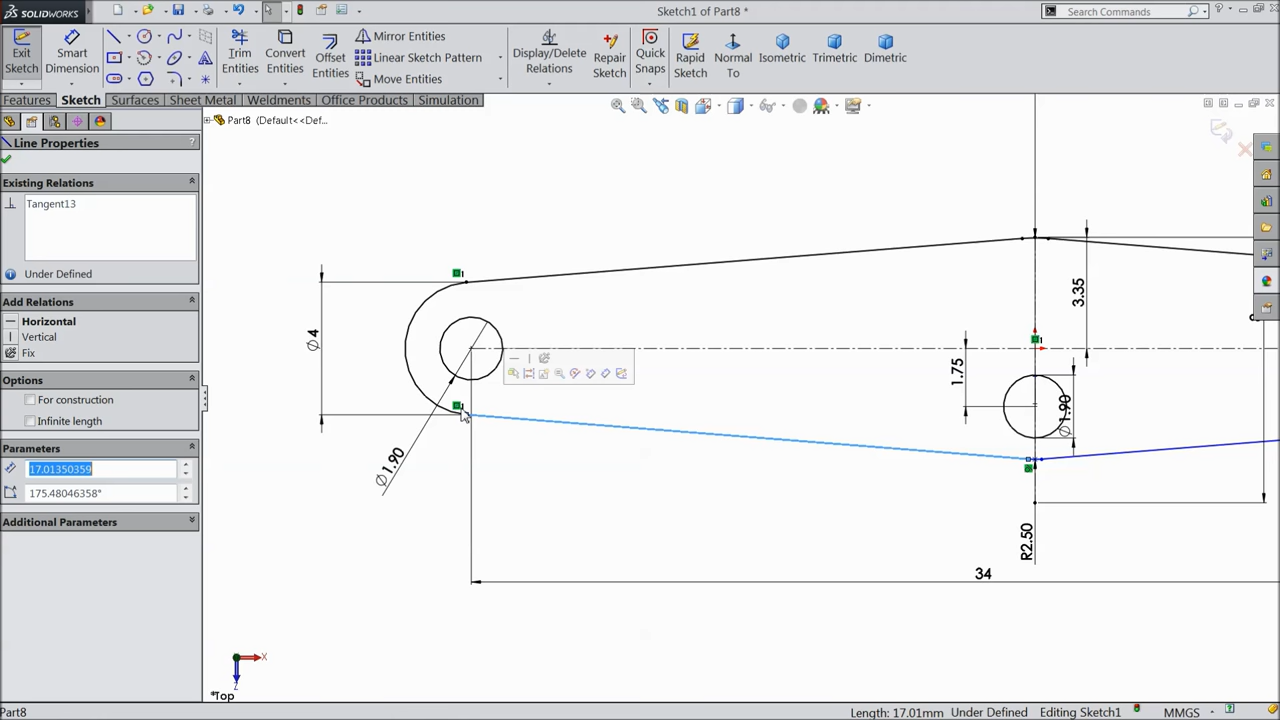 SOLIDWORKS
Sketch1 of Part8 *
Search Commands
Exit Sketch
Smart Dimension
Trim Entities
Convert Entities
Offset Entities
Mirror Entities
Linear Sketch Pattern
Move Entities
Display/Delete Relations
Repair Sketch
Quick Snaps
Rapid Sketch
Normal To
Isometric
Trimetric
Dimetric
Features
Sketch
Surfaces
Sheet Metal
Weldments
Office Products
Simulation
Part8 (Default<<Def...
Line Properties
?
Existing Relations
Tangent13
Under Defined
Add Relations
Horizontal
Vertical
Fix
Options
For construction
Infinite length
Parameters
17.01350359
175.48046358°
Additional Parameters
∅4
∅1.90
3.35
1.75
∅1.90
R2.50
34
X
Z
*Top
Part8
Length: 17.01mm
Under Defined
Editing Sketch1
MMGS